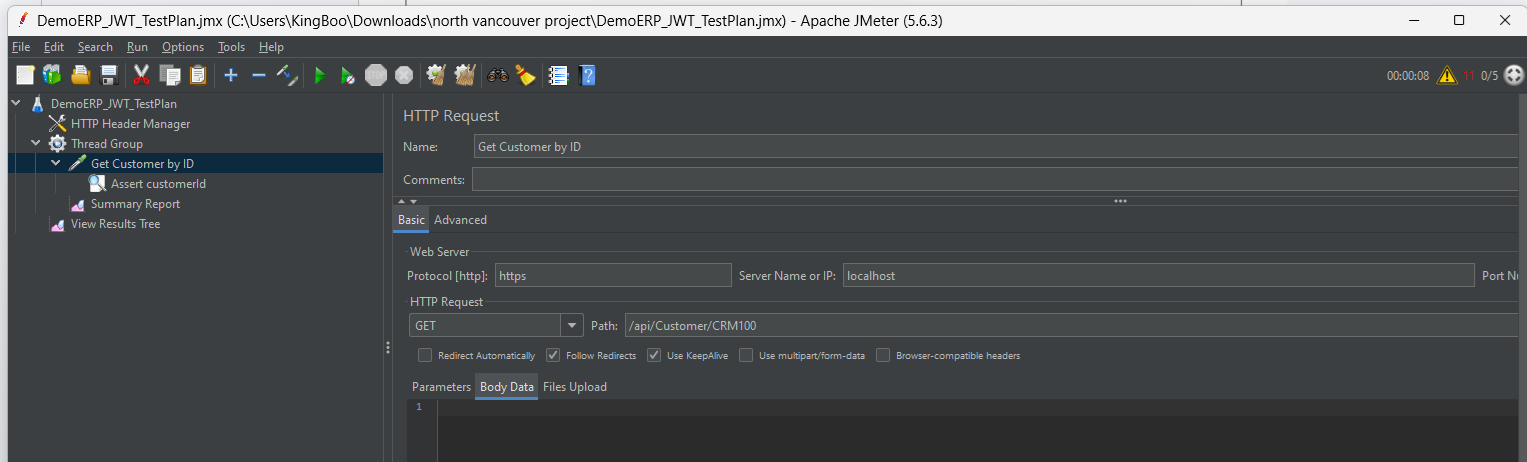 DemoERP_JWT_TestPlan.jmx (C:\Users\KingBoo\Downloads\north vancouver project\DemoERP_JWT_TestPlan.jmx) - Apache JMeter (5.6.3)
File Edit Search Run Options Tools Help
STOP 00:00:08 11 0/5
DemoERP_JWT_TestPlan
HTTP Header Manager
Thread Group
Get Customer by ID
Assert customerId
Summary Report
View Results Tree
HTTP Request
Name: Get Customer by ID
Comments:
Basic Advanced
Web Server
Protocol [http]: https Server Name or IP: localhost Port
HTTP Request
GET Path: /api/Customer/CRM100
Redirect Automatically Follow Redirects Use KeepAlive Use multipart/form-data Browser-compatible headers
Parameters Body Data Files Upload
1